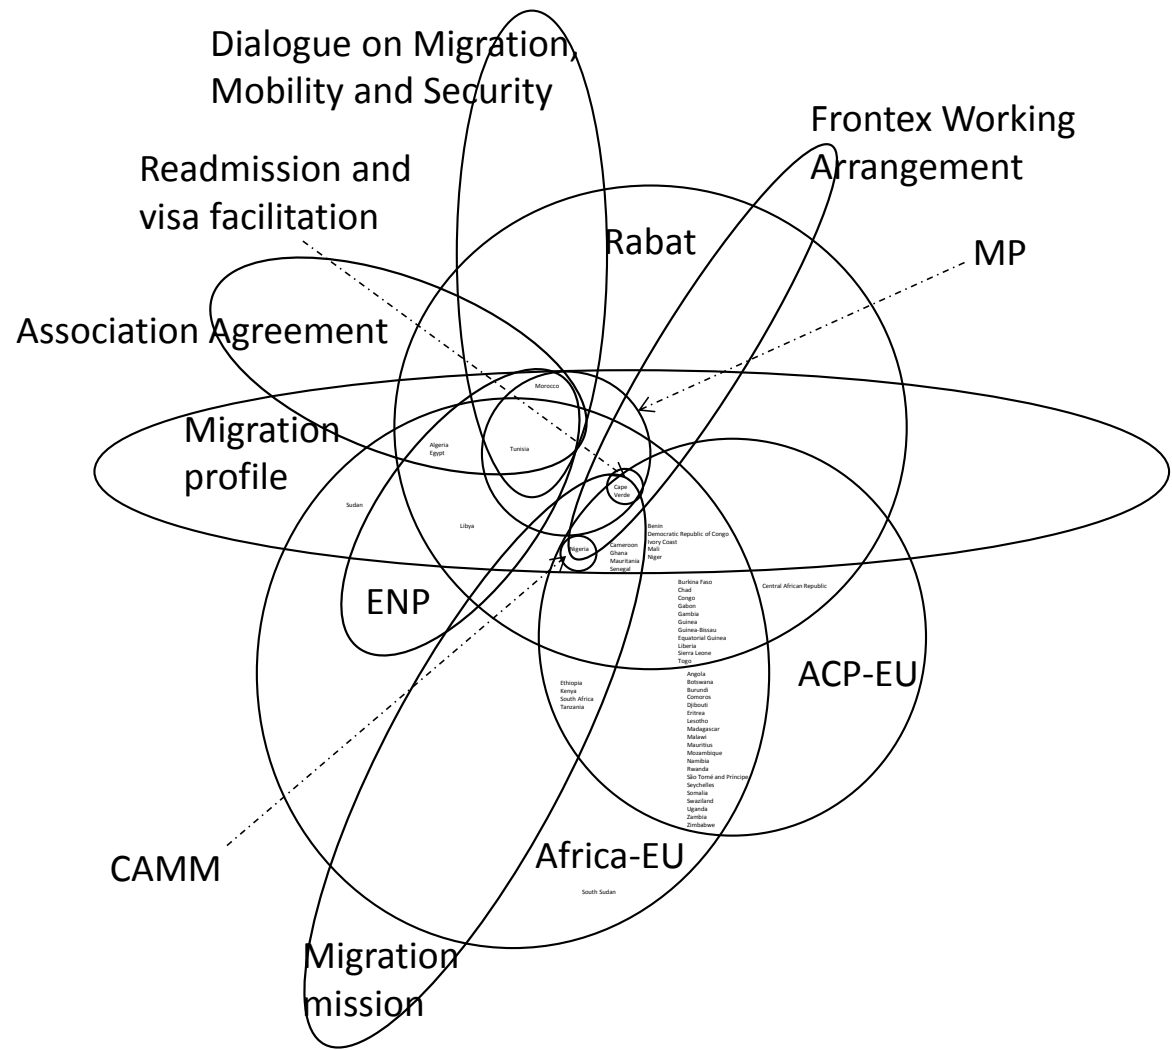 Dialogue on Migration,
Mobility and Security
Frontex Working
Arrangement
Readmission and
visa facilitation
Rabat
MP
Association Agreement
Morocco
Migration
profile
Algeria
Egypt
Tunisia
Cape
Verde
Sudan
Libya
Nigeria
Cameroon
Ghana
Mauritania
Senegal
Benin
Democratic Republic of Congo
Ivory Coast
Mali
Niger
ENP
Burkina Faso
Chad
Congo
Gabon
Gambia
Guinea
Guinea-Bissau
Equatorial Guinea
Liberia
Sierra Leone
Togo
Central African Republic
ACP-EU
Ethiopia
Kenya
South Africa
Tanzania
Angola
Botswana
Burundi
Comoros
Djibouti
Eritrea
Lesotho
Madagascar
Malawi
Mauritius
Mozambique
Namibia
Rwanda
São Tomé and Príncipe
Seychelles
Somalia
Swaziland
Uganda
Zambia
Zimbabwe
CAMM
Africa-EU
South Sudan
Migration
mission